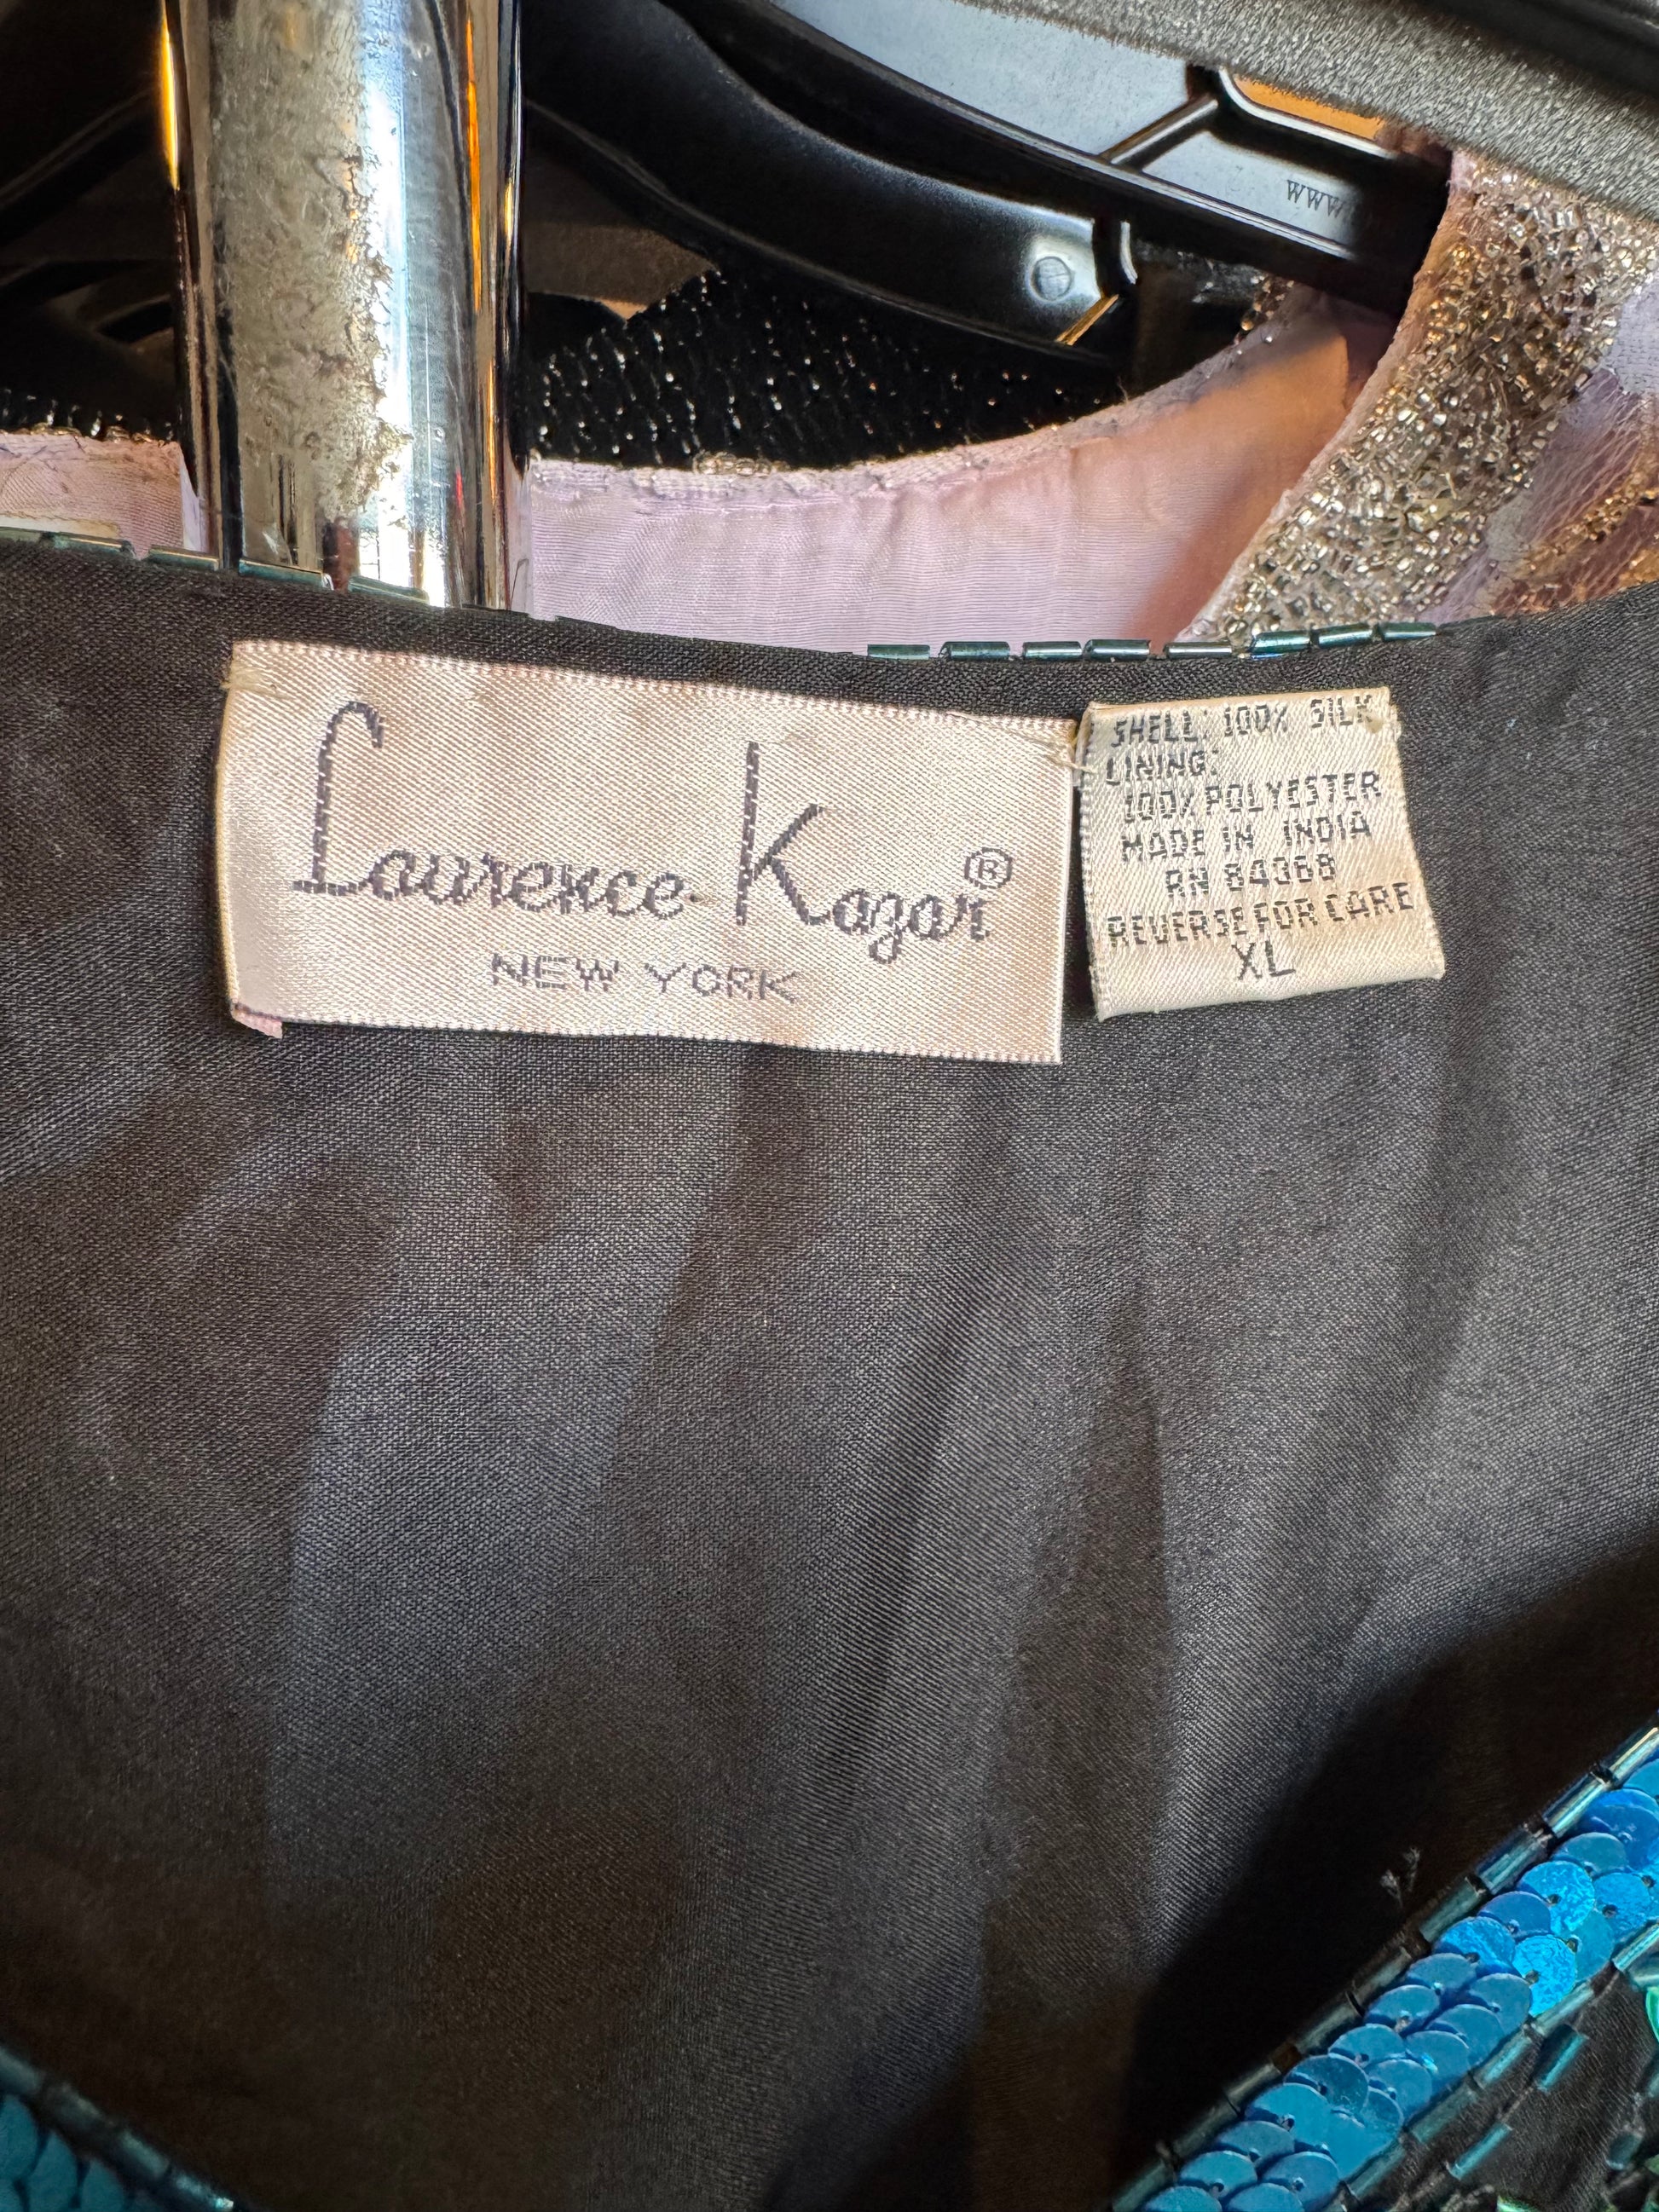 www.
Laurence Kazar®
NEW YORK
SHELL: 100% SILK
LINING:
100% POLYESTER
MADE IN INDIA
RN 84068
REVERSE FOR CARE
XL